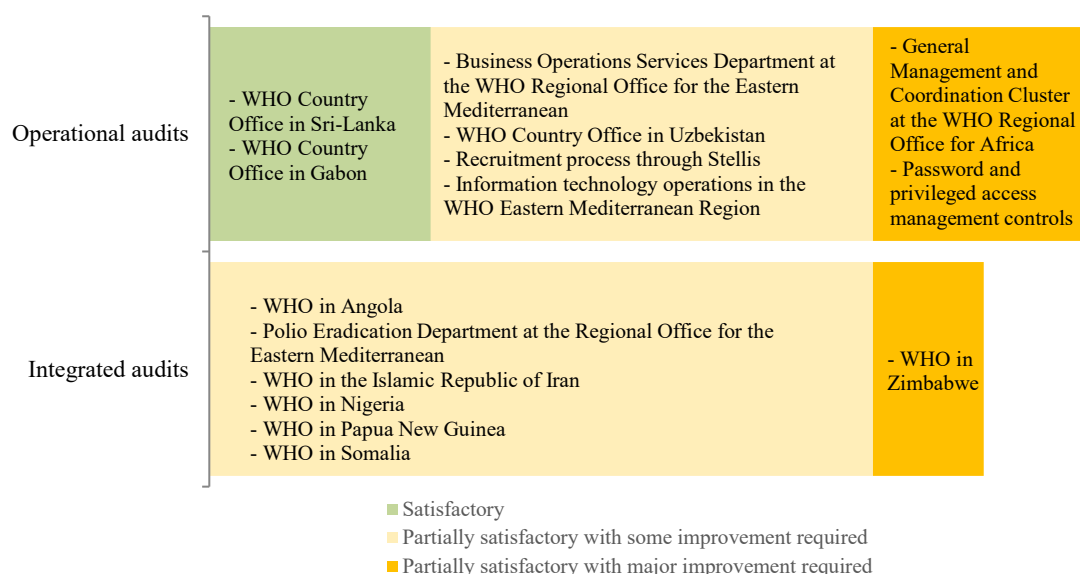 Operational audits
- WHO Country
Office in Sri-Lanka
- WHO Country
Office in Gabon
- Business Operations Services Department at
the WHO Regional Office for the Eastern
Mediterranean
- WHO Country Office in Uzbekistan
- Recruitment process through Stellis
- Information technology operations in the
WHO Eastern Mediterranean Region
- General
Management and
Coordination Cluster
at the WHO Regional
Office for Africa
- Password and
privileged access
management controls
Integrated audits
- WHO in Angola
- Polio Eradication Department at the Regional Office for the
Eastern Mediterranean
- WHO in the Islamic Republic of Iran
- WHO in Nigeria
- WHO in Papua New Guinea
- WHO in Somalia
- WHO in
Zimbabwe
Satisfactory
Partially satisfactory with some improvement required
Partially satisfactory with major improvement required